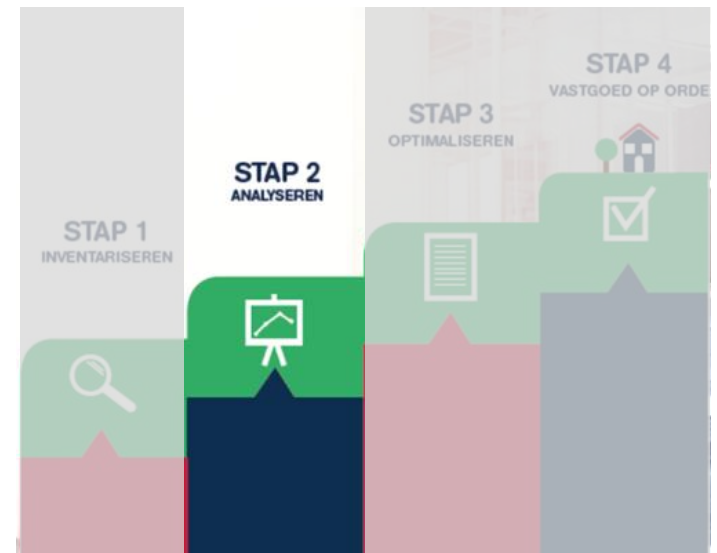 STAP 1
INVENTARISEREN
STAP 2
ANALYSEREN
STAP 3
OPTIMALISEREN
STAP 4
VASTGOED OP ORDE